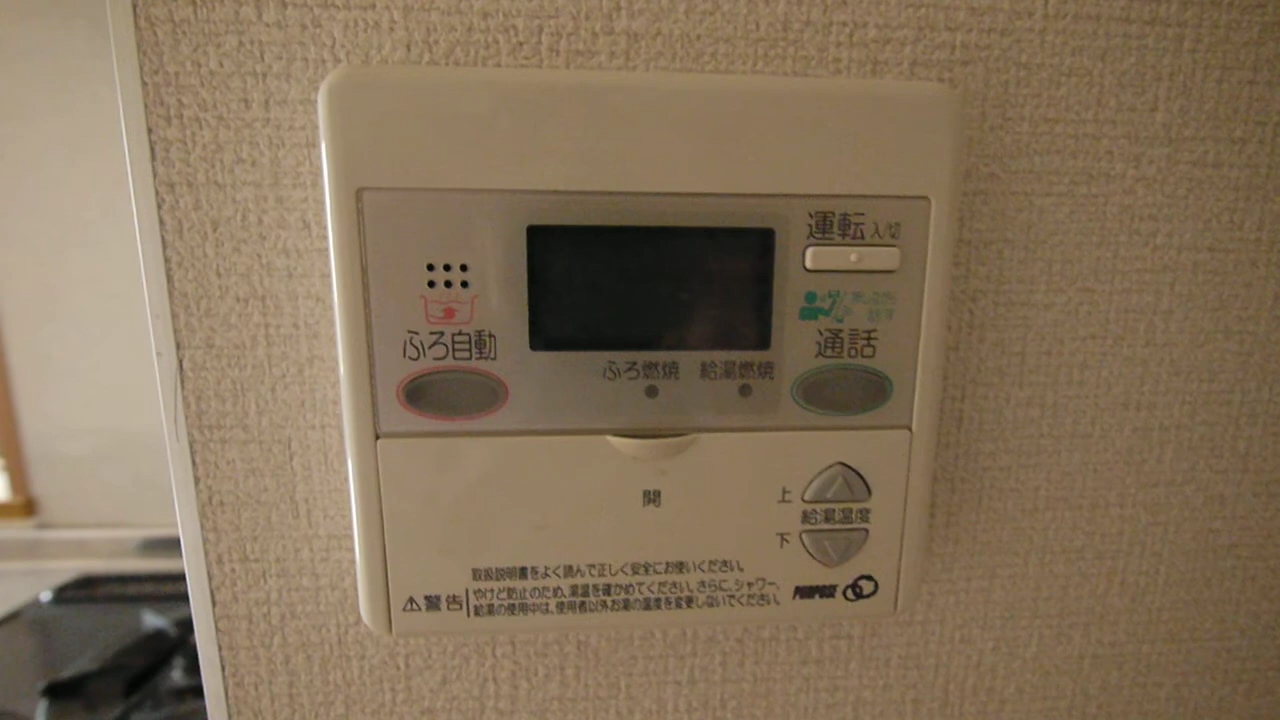 運転 入/切
ふろ自動
通話
ふろ燃焼 給湯燃焼
開
上
給湯温度
下
取扱説明書をよく読んで正しく安全にお使いください。
⚠警告
やけど防止のため、湯温を確かめてください。さらに、シャワー、
給湯の使用中は、使用者以外お湯の温度を変更しないでください。
PURPOSE